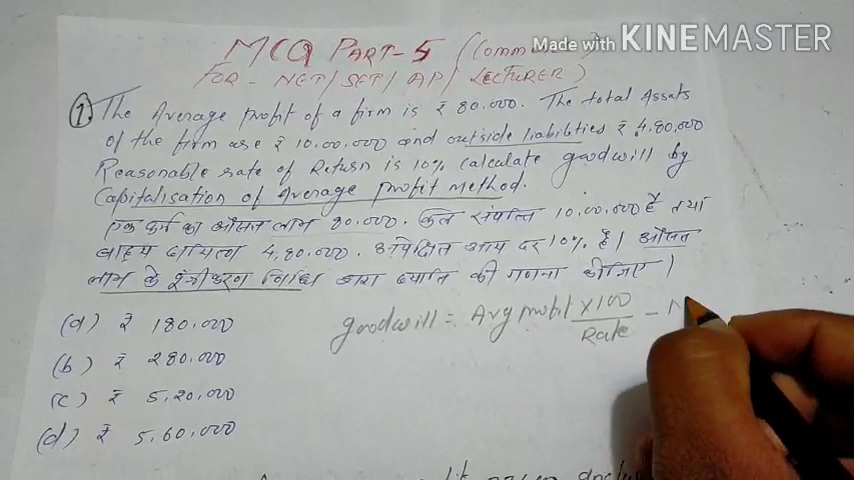 Made with KINEMASTER
MCQ PART-5 (Comm
FOR - NET/SET/AP/ LECTURER)
1. The Average profit of a firm is ₹ 80.000. The total Assets
of the firm are ₹ 10.00.000 and outside liabilities ₹ 4.80.000
Reasonable rate of Return is 10% calculate goodwill by
Capitalisation of Average profit method.
एक फर्म का औसत लाभ 80.000. कुल संपत्ति 10.00.000 है तथा
बाह्य दायित्व 4,80.000. अपेक्षित आय दर 10% है। औसत
लाभ के पूंजीकरण विधि द्वारा ख्याति की गणना कीजिए।
goodwill = Avg profit × 100 / Rate -
(a) ₹ 180.000
(b) ₹ 280.000
(c) ₹ 5.20.000
(d) ₹ 5.60.000